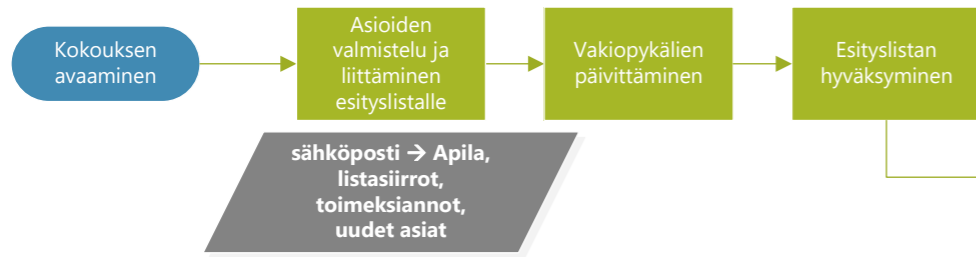 Kokouksen
avaaminen
Asioiden
valmistelu ja
liittäminen
esityslistalle
Vakiopykälien
päivittäminen
Esityslistan
hyväksyminen
sähköposti → Apila,
listasiirrot,
toimeksiannot,
uudet asiat